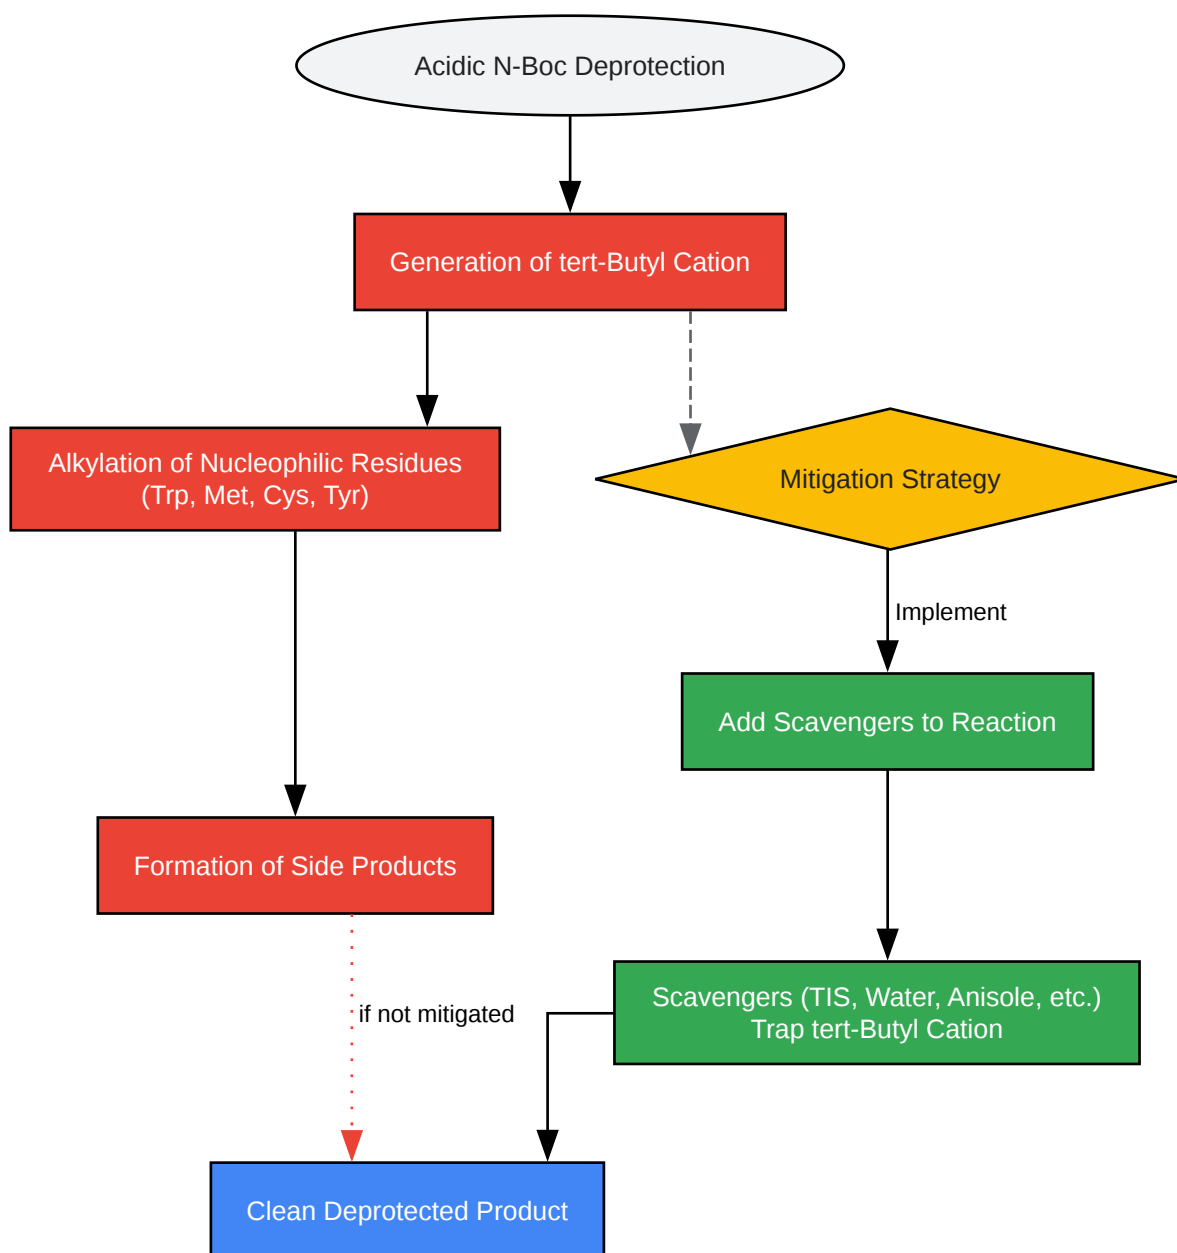 Acidic N-Boc Deprotection
Generation of tert-Butyl Cation
Alkylation of Nucleophilic Residues
(Trp, Met, Cys, Tyr)
Mitigation Strategy
Implement
Add Scavengers to Reaction
Formation of Side Products
Scavengers (TIS, Water, Anisole, etc.)
Trap tert-Butyl Cation
if not mitigated
Clean Deprotected Product